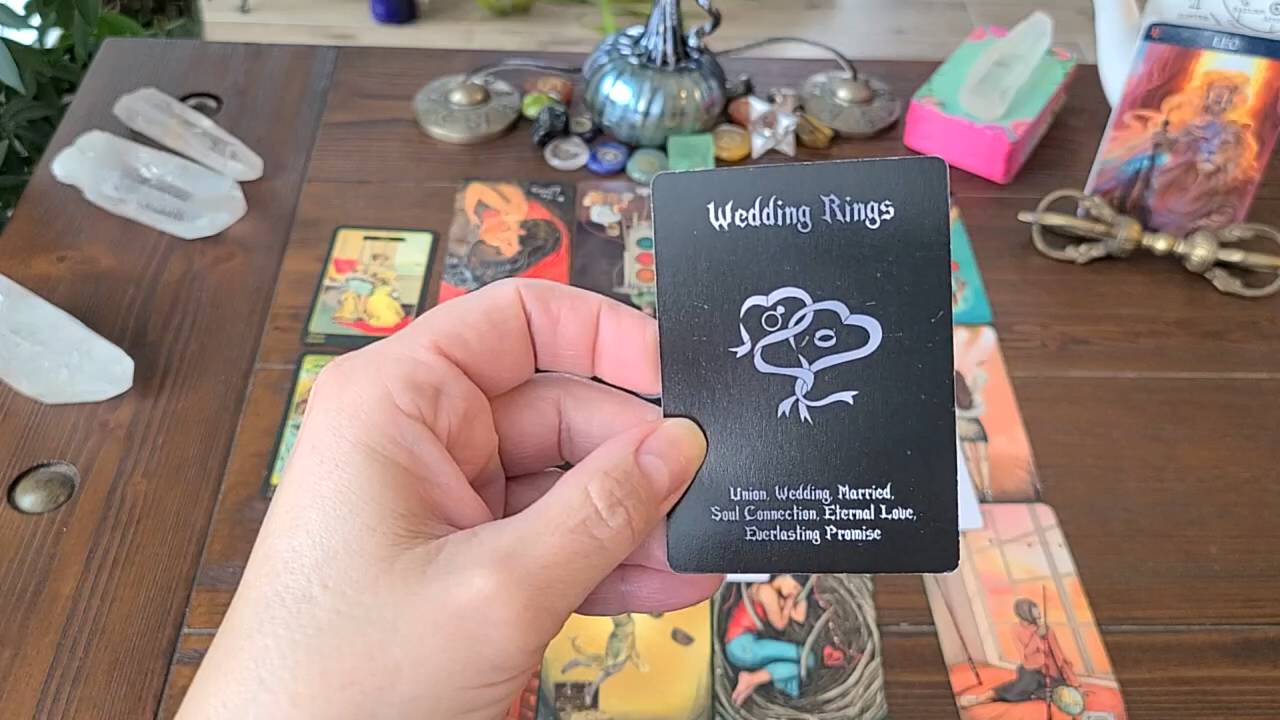 LEO
Wedding Rings
Union, Wedding, Married,
Soul Connection, Eternal Love,
Everlasting Promise